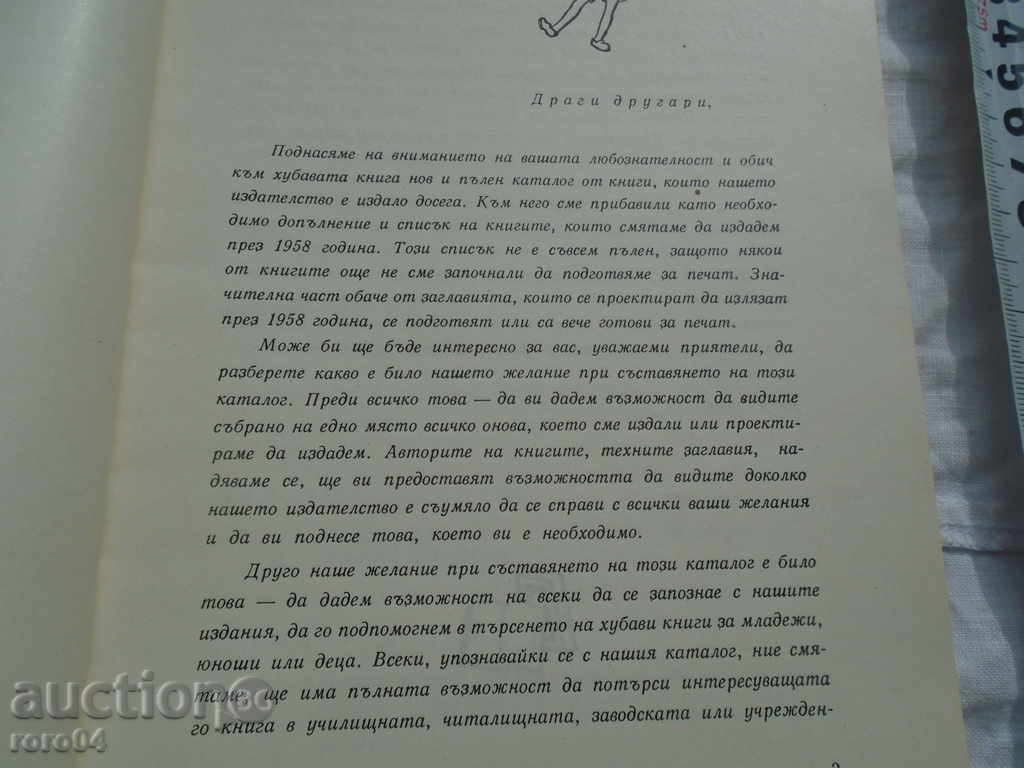 Драги другари,
Поднасяме на вниманието на вашата любознателност и обич
към хубавата книга нов и пълен каталог от книги, които нашето
издателство е издало досега. Към него сме прибавили като необхо-
димо допълнение и списък на книгите, които смятаме да издадем
през 1958 година. Този списък не е съвсем пълен, защото някои
от книгите още не сме започнали да подготвяме за печат. Зна-
чителна част обаче от заглавията, които се проектират да излязат
през 1958 година, се подготвят или са вече готови за печат.
Може би ще бъде интересно за вас, уважаеми приятели, да
разберете какво е било нашето желание при съставянето на този
каталог. Преди всичко това — да ви дадем възможност да видите
събрано на едно място всичко онова, което сме издали или проекти-
раме да издадем. Авторите на книгите, техните заглавия, на-
дяваме се, ще ви предоставят възможността да видите доколко
нашето издателство е съумяло да се справи с всички ваши желания
и да ви поднесе това, което ви е необходимо.
Друго наше желание при съставянето на този каталог е било
това — да дадем възможност на всеки да се запознае с нашите
издания, да го подпомогнем в търсенето на хубави книги за младежи,
юноши или деца. Всеки, упознавайки се с нашия каталог, ние смя-
таме, ще има пълната възможност да потърси интересуващата
го книга в училищната, читалищната, заводската или учрежден-
auction
roro04
3 4 5 6 7 8